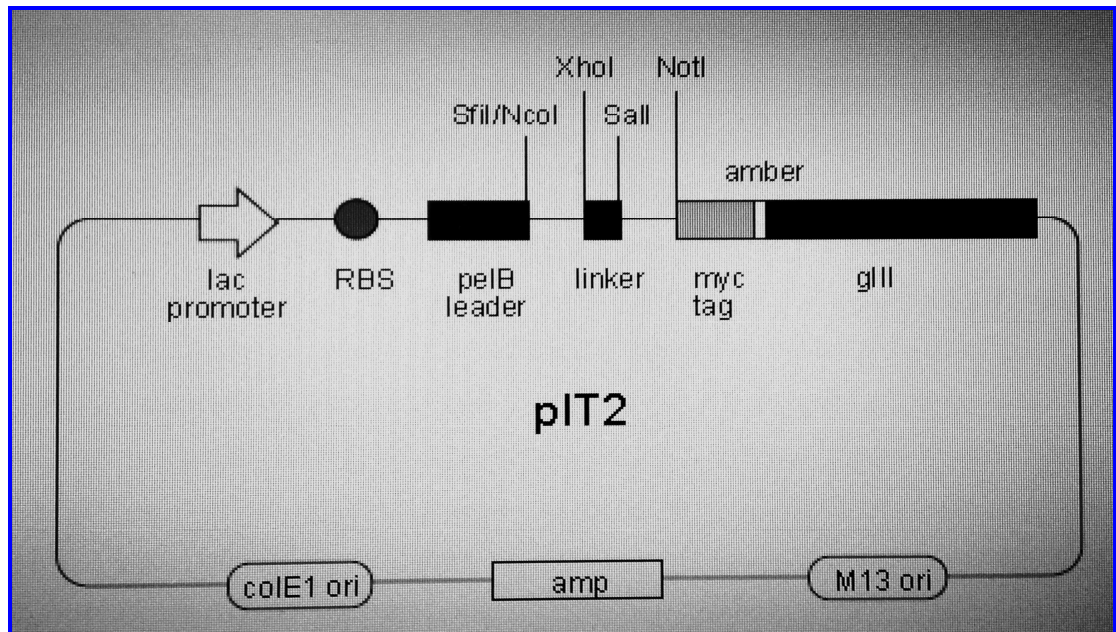 XhoI NotI
SfiI/NcoI SalI
amber
lac
promoter
RBS
pelB
leader
linker
myc
tag
gIII
pIT2
colE1 ori
amp
M13 ori